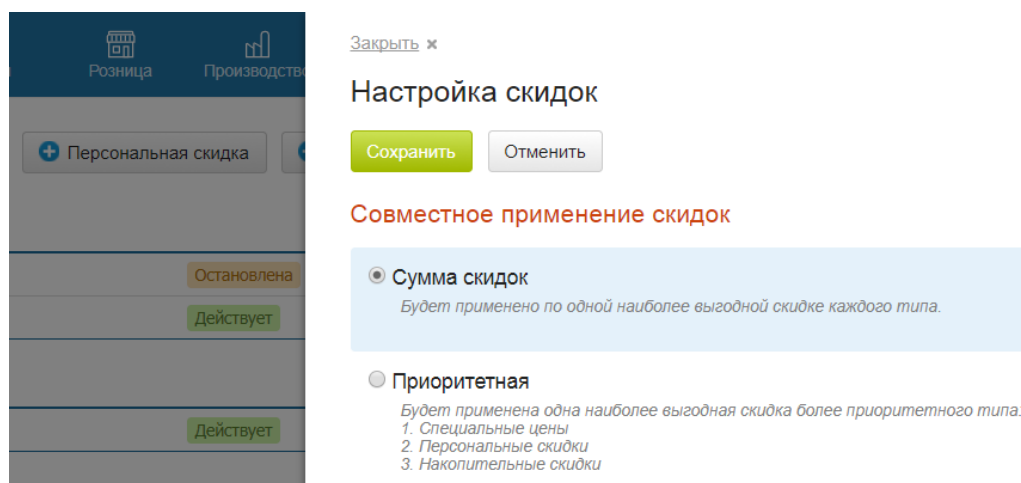 Розница
Производство
Персональная скидка
Остановлена
Действует
Действует
Закрыть ×
Настройка скидок
Сохранить
Отменить
Совместное применение скидок
Сумма скидок
Будет применено по одной наиболее выгодной скидке каждого типа.
Приоритетная
Будет применена одна наиболее выгодная скидка более приоритетного типа.
1. Специальные цены
2. Персональные скидки
3. Накопительные скидки